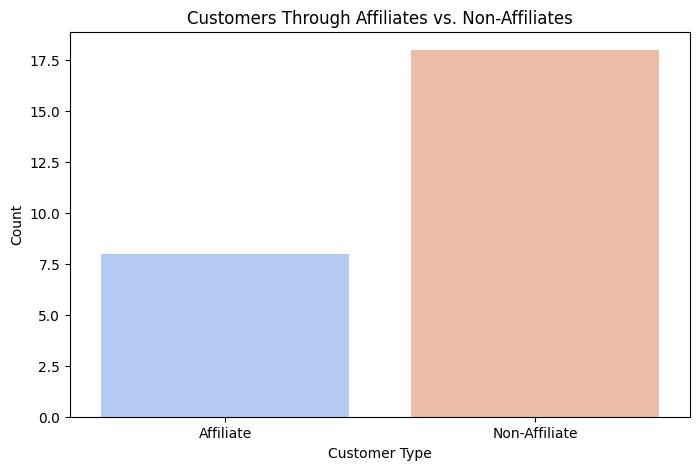 Customers Through Affiliates vs. Non-Affiliates
17.5
15.0
12.5
10.0
7.5
5.0
2.5
0.0
Count
Affiliate Non-Affiliate
Customer Type